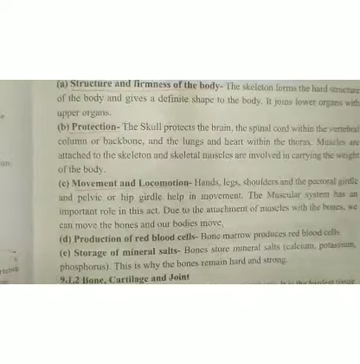 (a) Structure and firmness of the body- The skeleton forms the hard structure
of the body and gives a definite shape to the body. It joins lower organs with
upper organs.
(b) Protection- The Skull protects the brain, the spinal cord within the vertebral
column or backbone, and the lungs and heart within the thorax. Muscles are
attached to the skeleton and skeletal muscles are involved in carrying the weight
of the body.
(c) Movement and Locomotion- Hands, legs, shoulders and the pectoral girdle
and pelvic or hip girdle help in movement. The Muscular system has an
important role in this act. Due to the attachment of muscles with the bones, we
can move the bones and our bodies move.
(d) Production of red blood cells- Bone marrow produces red blood cells.
(e) Storage of mineral salts- Bones store mineral salts (calcium, potassium,
phosphorus). This is why the bones remain hard and strong.
9.1.2 Bone, Cartilage and Joint